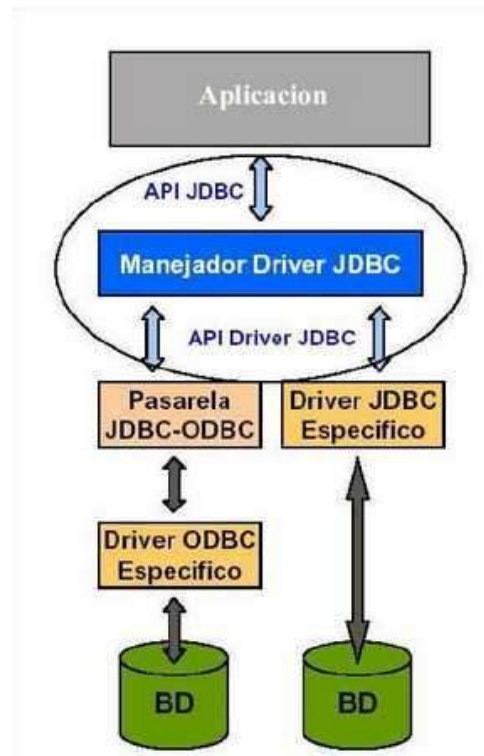 Aplicacion
API JDBC
Manejador Driver JDBC
API Driver JDBC
Pasarela
JDBC-ODBC
Driver JDBC
Especifico
Driver ODBC
Especifico
BD
BD